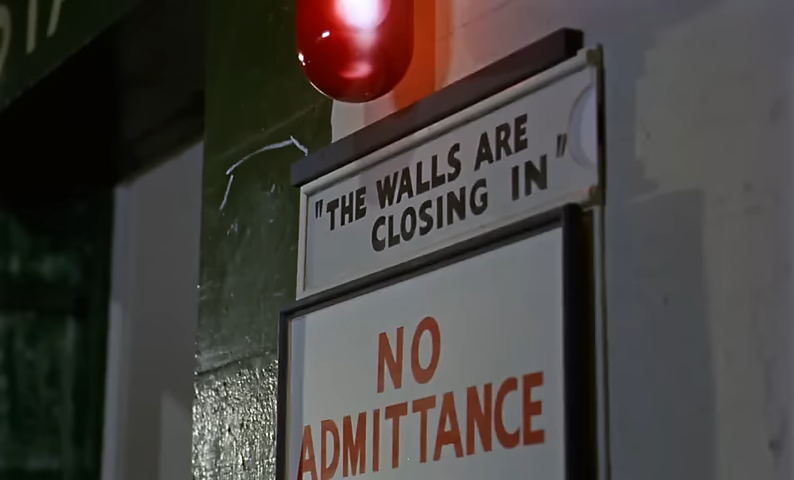 "THE WALLS ARE
CLOSING IN"
NO
ADMITTANCE